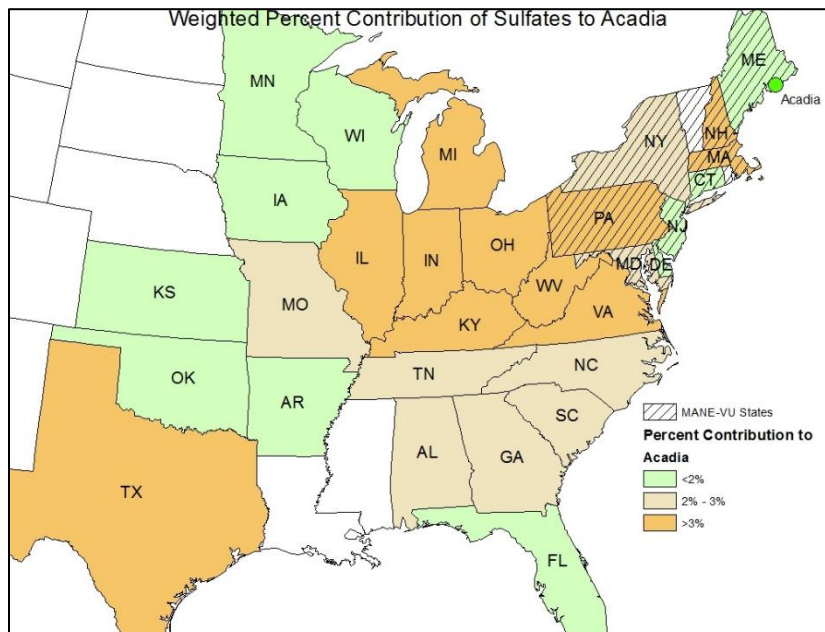 Weighted Percent Contribution of Sulfates to Acadia
ME
MN
Acadia
WI
NH
NY
MA
MI
CT
IA
PA
NJ
OH
MD
DE
IL
IN
WV
KS
MO
VA
KY
NC
TN
OK
AR
SC
MANE-VU States
Percent Contribution to
Acadia
AL
GA
<2%
TX
2% - 3%
>3%
FL